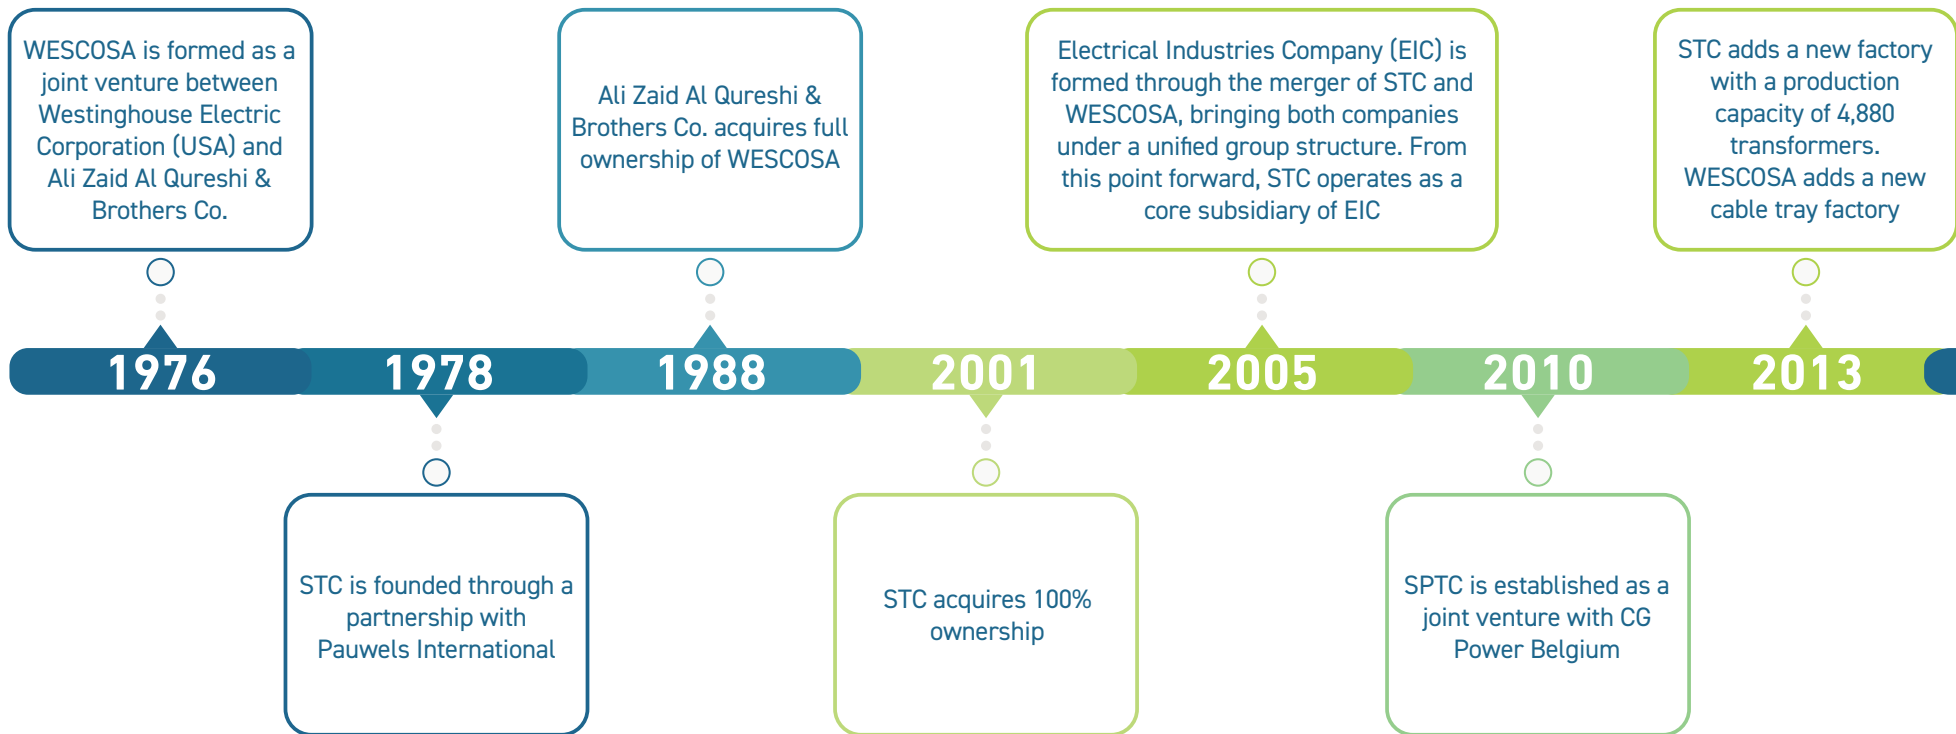 WESCOSA is formed as a
joint venture between
Westinghouse Electric
Corporation (USA) and
Ali Zaid Al Qureshi &
Brothers Co.
Ali Zaid Al Qureshi &
Brothers Co. acquires full
ownership of WESCOSA
Electrical Industries Company (EIC) is
formed through the merger of STC and
WESCOSA, bringing both companies
under a unified group structure. From
this point forward, STC operates as a
core subsidiary of EIC
STC adds a new factory
with a production
capacity of 4,880
transformers.
WESCOSA adds a new
cable tray factory
1976
1978
1988
2001
2005
2010
2013
STC is founded through a
partnership with
Pauwels International
STC acquires 100%
ownership
SPTC is established as a
joint venture with CG
Power Belgium